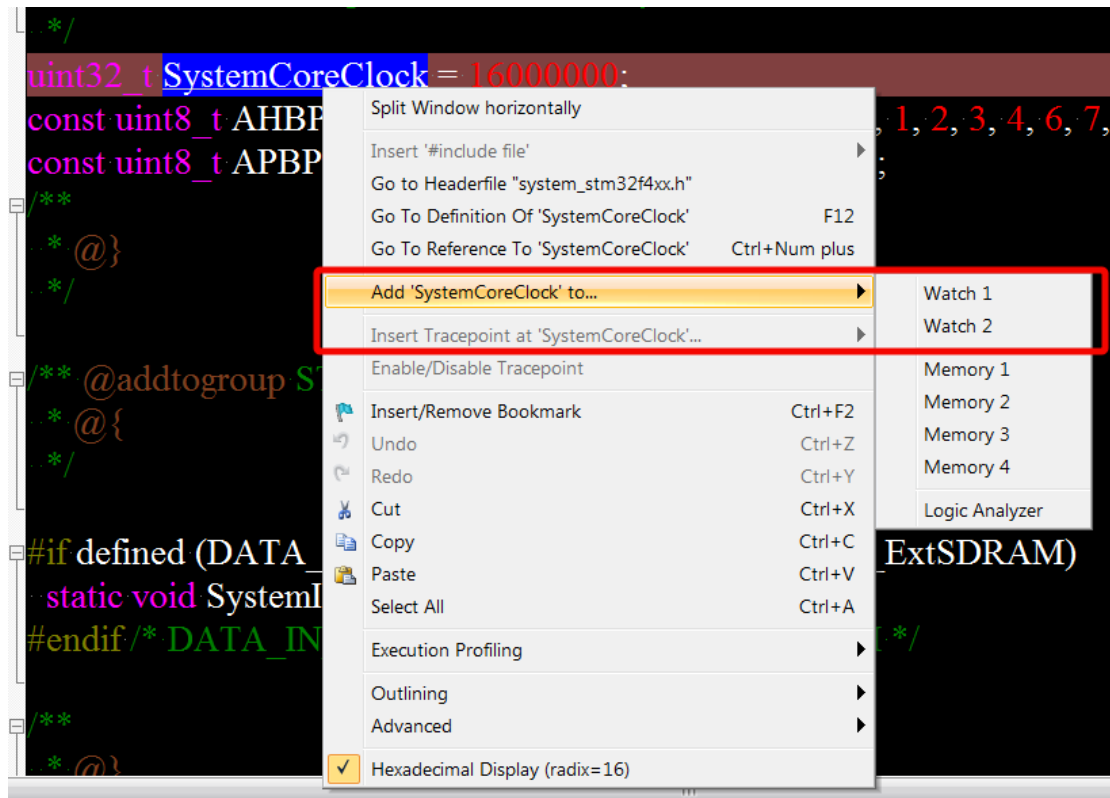 */
uint32_t SystemCoreClock = 16000000;
const uint8_t AHBP , 1, 2, 3, 4, 6, 7,
const uint8_t APBP ;
/**
* @}
*/
/** @addtogroup S
* @{
*/
#if defined (DATA_ _ExtSDRAM)
static void SystemI
#endif /* DATA_IN */
/**
* @}
Split Window horizontally
Insert '#include file'
Go to Headerfile "system_stm32f4xx.h"
Go To Definition Of 'SystemCoreClock' F12
Go To Reference To 'SystemCoreClock' Ctrl+Num plus
Add 'SystemCoreClock' to...
Insert Tracepoint at 'SystemCoreClock'...
Enable/Disable Tracepoint
Insert/Remove Bookmark Ctrl+F2
Undo Ctrl+Z
Redo Ctrl+Y
Cut Ctrl+X
Copy Ctrl+C
Paste Ctrl+V
Select All Ctrl+A
Execution Profiling
Outlining
Advanced
Hexadecimal Display (radix=16)
Watch 1
Watch 2
Memory 1
Memory 2
Memory 3
Memory 4
Logic Analyzer